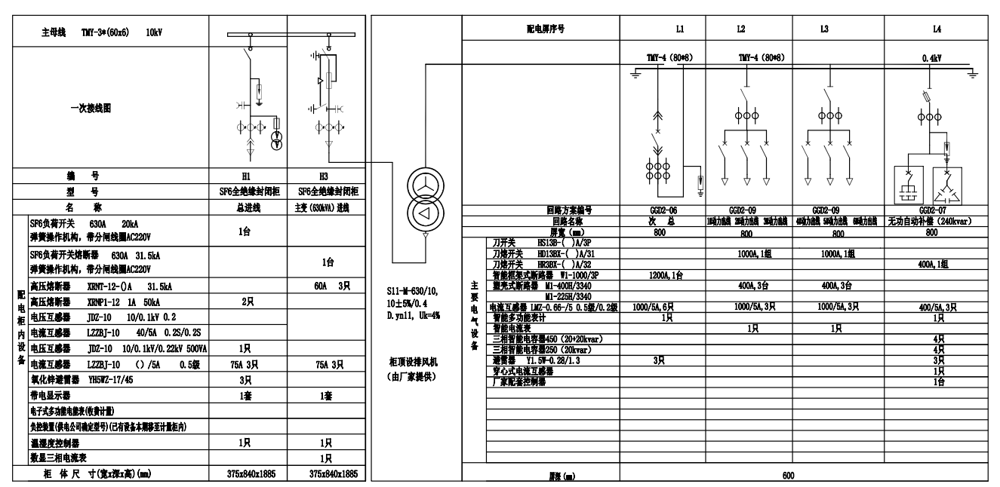 主母线 TMY-3*(60x6) 10kV
一次接线图
编 号 H1 H3
型 号 SF6全绝缘封闭柜 SF6全绝缘封闭柜
名 称 总进线 主变(630kVA)进线
配电柜内设备
SF6负荷开关 630A 20kA
弹簧操作机构，带分闸线圈AC220V 1台
SF6负荷开关熔断器 630A 31.5kA
弹簧操作机构，带分闸线圈AC220V 1台
高压熔断器 XRNT-12-()A 31.5kA 60A 3只
高压熔断器 XRNP1-12 1A 50kA 2只
电压互感器 JDZ-10 10/0.1kV 0.2
电流互感器 LZZBJ-10 40/5A 0.2S/0.2S
电压互感器 JDZ-10 10/0.1kV/0.22kV 500VA 1只
电流互感器 LZZBJ-10 ()/5A 0.5级 75A 3只 75A 3只
氧化锌避雷器 YH5WZ-17/45 3只
带电显示器 1套 1套
电子式多功能电能表(收费计量)
负控装置(供电公司确定型号)(已有设备本期移至计量柜内)
温湿度控制器 1只 1只
数显三相电流表 1只
柜 体 尺 寸(宽x深x高)(mm) 375x840x1885 375x840x1885
S11-M-630/10,
10±5%/0.4
D.yn11, Uk=4%
柜顶设排风机
(由厂家提供)
配电屏序号 L1 L2 L3 L4
TMY-4 (80*8) TMY-4 (80*8) 0.4kV
回路方案编号 GGD2-06 GGD2-09 GGD2-09 GGD2-07
回路名称 次 总 1#动力出线 2#动力出线 3#动力出线 4#动力出线 5#动力出线 6#动力出线 无功自动补偿(240kvar)
屏宽(mm) 800 800 800 800
主要电气设备
刀开关 HS13B-( )A/3P
刀熔开关 HD13BX-( )A/31 1000A,1组 1000A,1组
刀熔开关 HR3BX-( )A/32 400A,1组
智能框架式断路器 W1-1000/3P 1200A,1台
塑壳式断路器 M1-400H/3340 400A,3台 400A,3台
M1-225H/3340
电流互感器 LMZ-0.66-/5 0.5级/0.2级 1000/5A,6只 1000/5A,3只 1000/5A,3只 400/5A,3只
智能多功能表计 1只 1只
智能电流表 1只 1只
三相智能电容器450 (20+20kvar) 4只
三相智能电容器250 (20kvar) 4只
避雷器 Y1.5W-0.28/1.3 3只 3只
穿心式电流互感器 1只
厂家配套控制器 1台
屏深(mm) 600